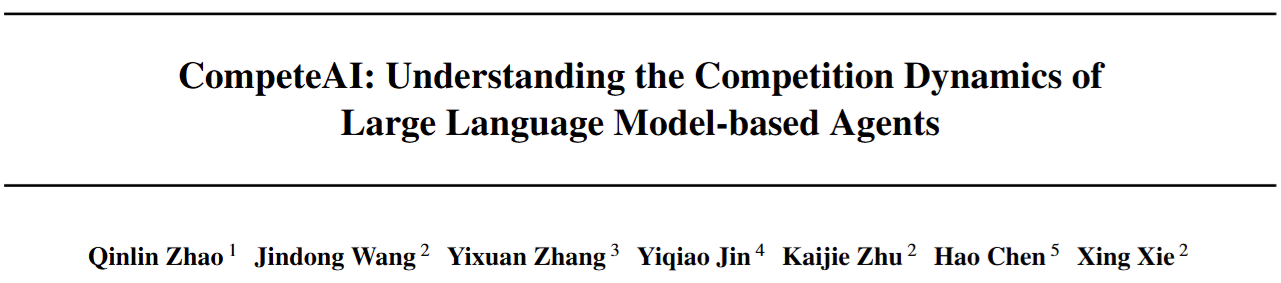 CompeteAI: Understanding the Competition Dynamics of
Large Language Model-based Agents
Qinlin Zhao 1 Jindong Wang 2 Yixuan Zhang 3 Yiqiao Jin 4 Kaijie Zhu 2 Hao Chen 5 Xing Xie 2